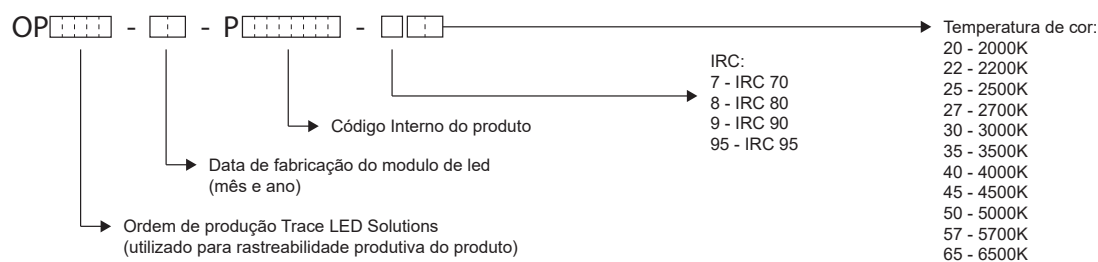 OP - - P -
Temperatura de cor:
20 - 2000K
22 - 2200K
25 - 2500K
27 - 2700K
30 - 3000K
35 - 3500K
40 - 4000K
45 - 4500K
50 - 5000K
57 - 5700K
65 - 6500K
IRC:
7 - IRC 70
8 - IRC 80
9 - IRC 90
95 - IRC 95
Código Interno do produto
Data de fabricação do modulo de led
(mês e ano)
Ordem de produção Trace LED Solutions
(utilizado para rastreabilidade produtiva do produto)